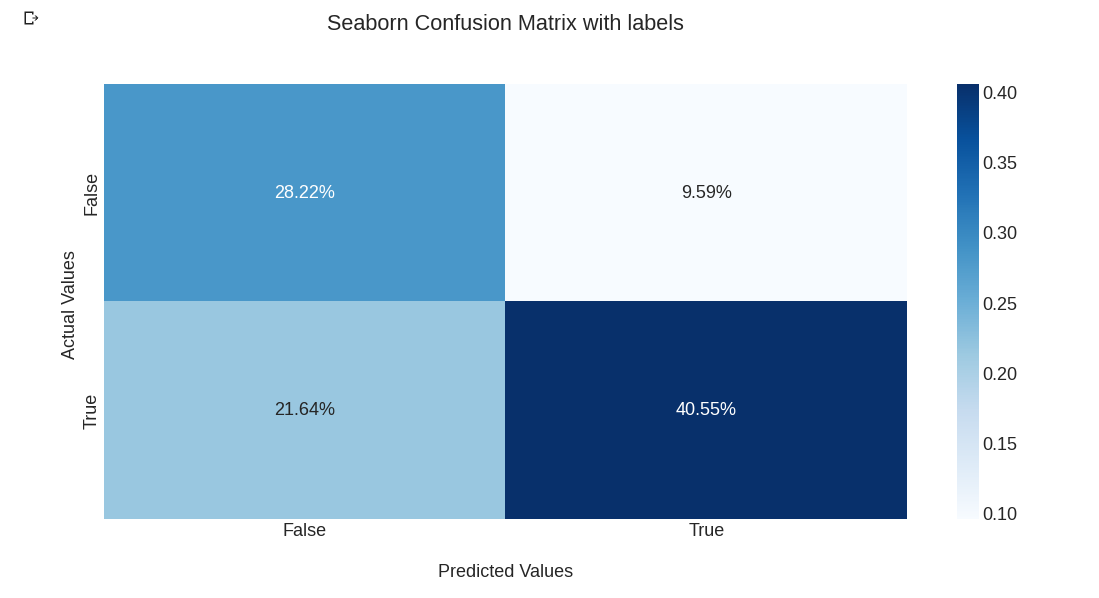 Seaborn Confusion Matrix with labels
0.40
0.35
False
28.22%
9.59%
0.30
Actual Values
0.25
0.20
True
21.64%
40.55%
0.15
0.10
False
True
Predicted Values